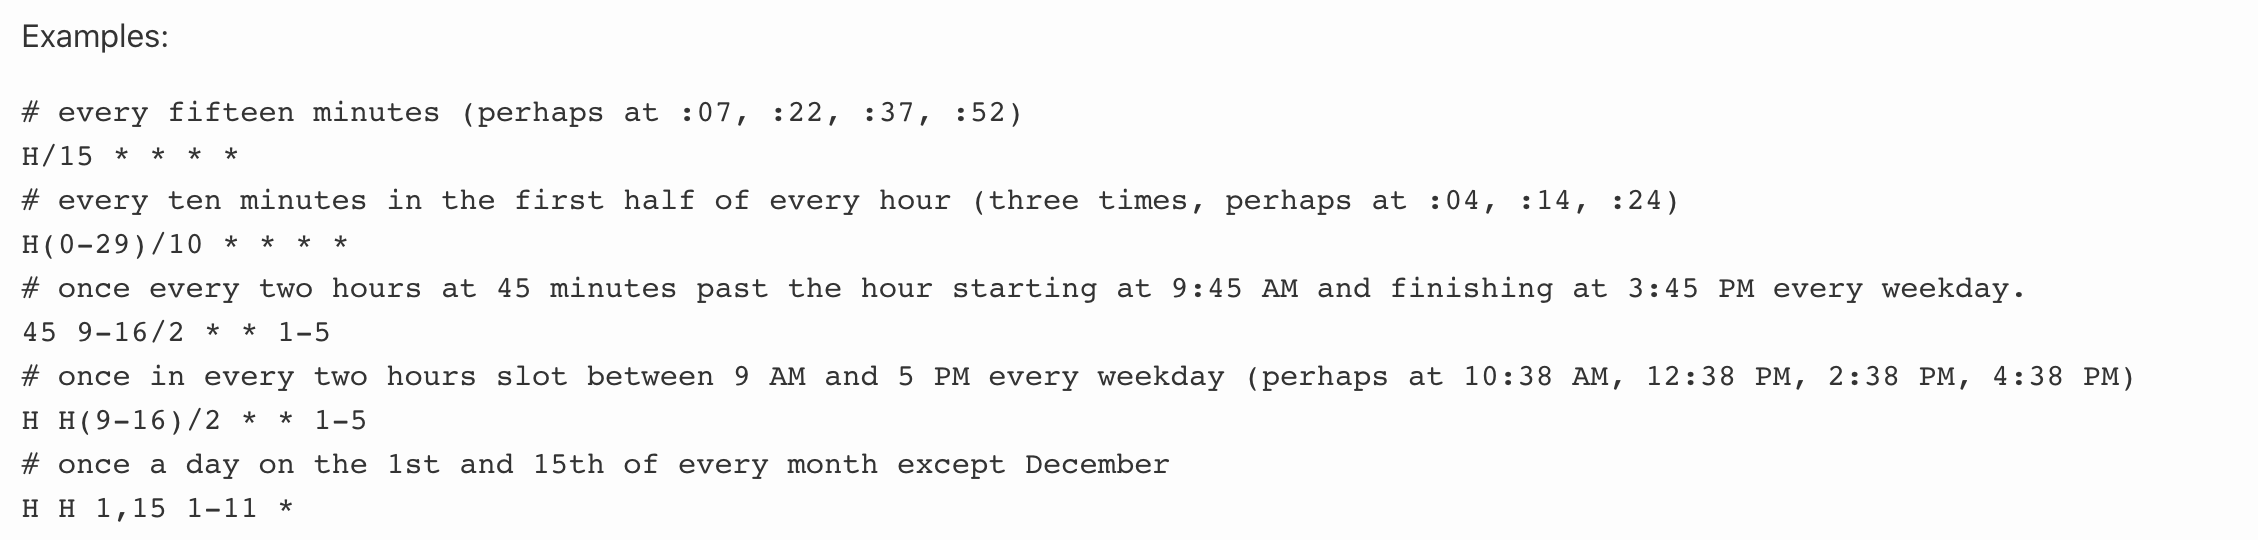 Examples:
# every fifteen minutes (perhaps at :07, :22, :37, :52)
H/15 * * * *
# every ten minutes in the first half of every hour (three times, perhaps at :04, :14, :24)
H(0-29)/10 * * * *
# once every two hours at 45 minutes past the hour starting at 9:45 AM and finishing at 3:45 PM every weekday.
45 9-16/2 * * 1-5
# once in every two hours slot between 9 AM and 5 PM every weekday (perhaps at 10:38 AM, 12:38 PM, 2:38 PM, 4:38 PM)
H H(9-16)/2 * * 1-5
# once a day on the 1st and 15th of every month except December
H H 1,15 1-11 *